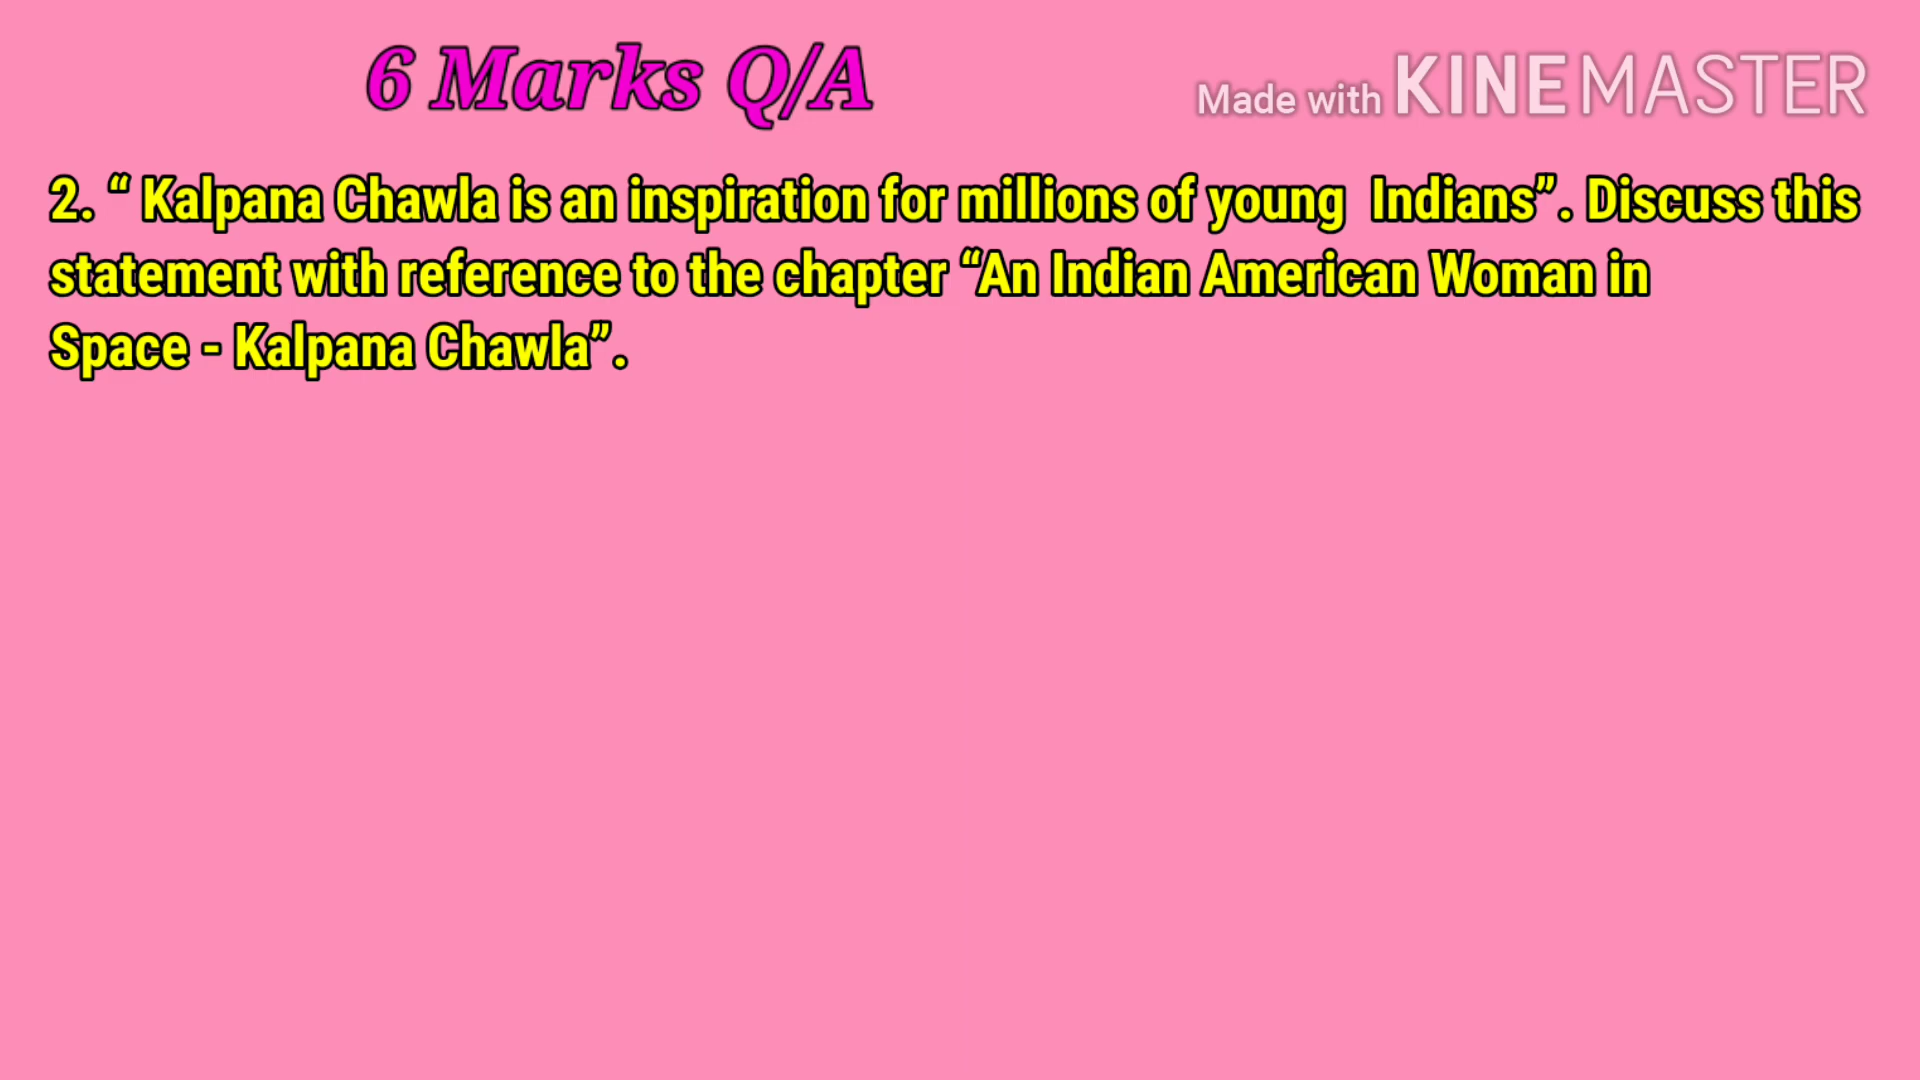 6 Marks Q/A
Made with KINEMASTER
2. “ Kalpana Chawla is an inspiration for millions of young  Indians”. Discuss this
statement with reference to the chapter “An Indian American Woman in
Space - Kalpana Chawla”.